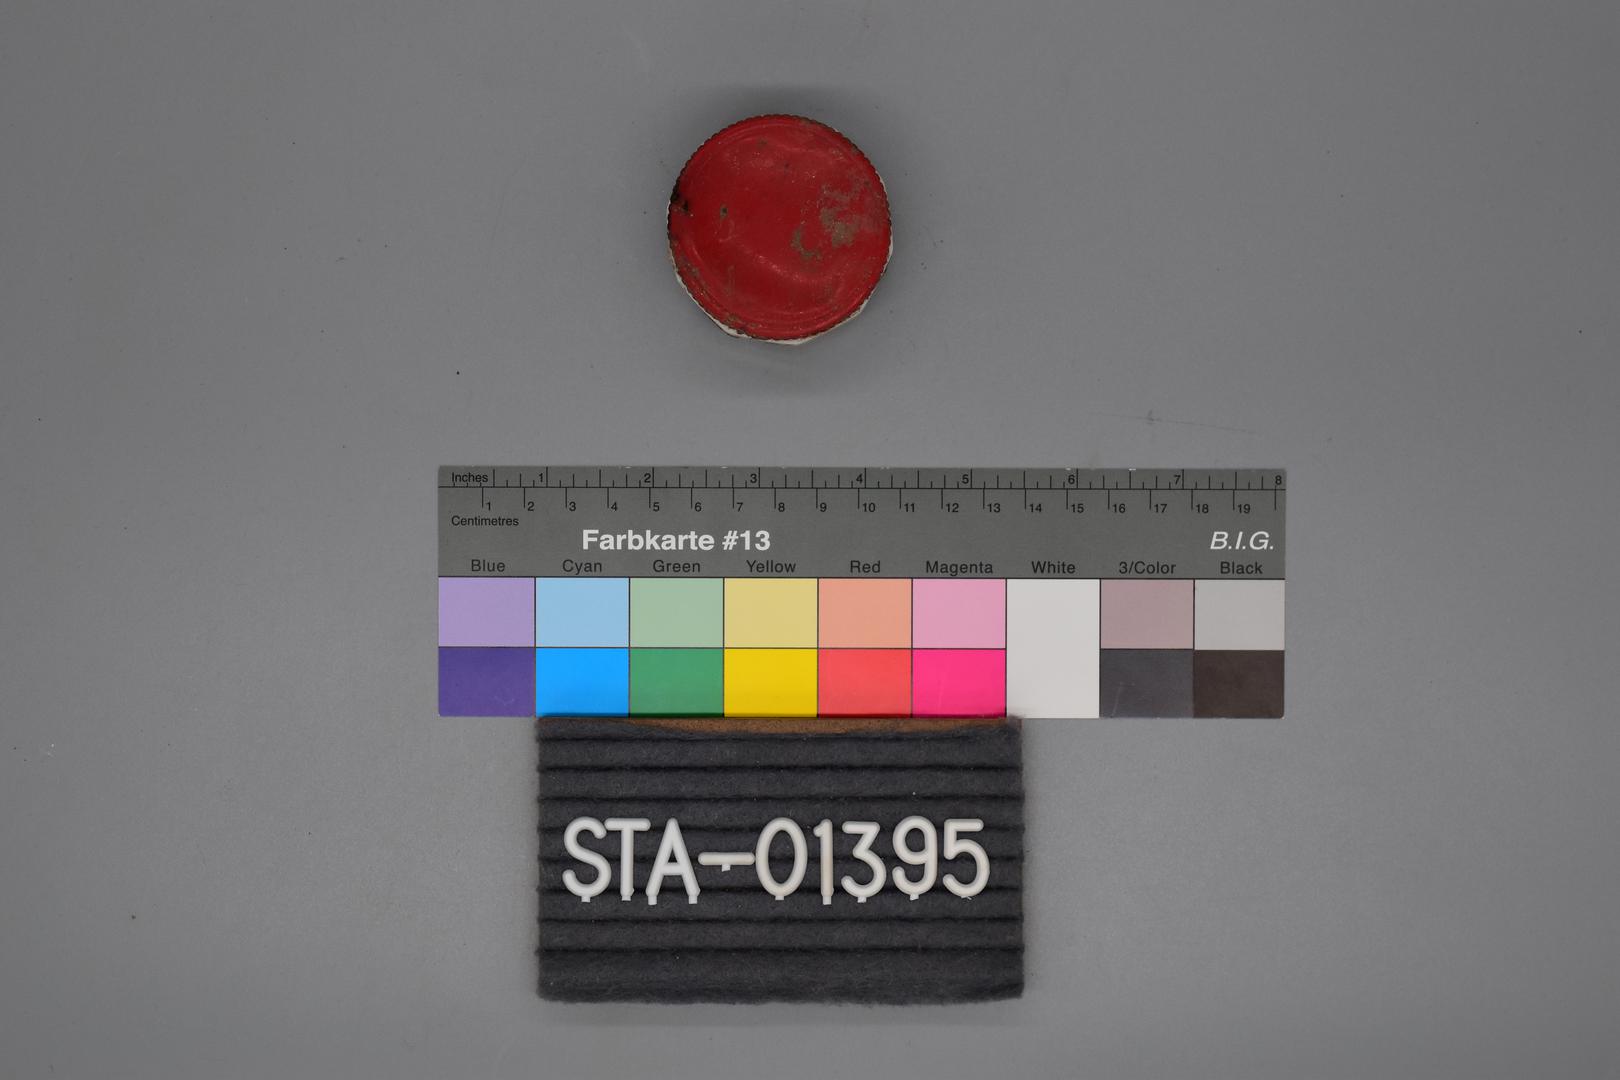 Inches 1 2 3 4 5 6 7 8
1 2 3 4 5 6 7 8 9 10 11 12 13 14 15 16 17 18 19
Centimetres
Farbkarte #13 B.I.G.
Blue Cyan Green Yellow Red Magenta White 3/Color Black
STA-01395